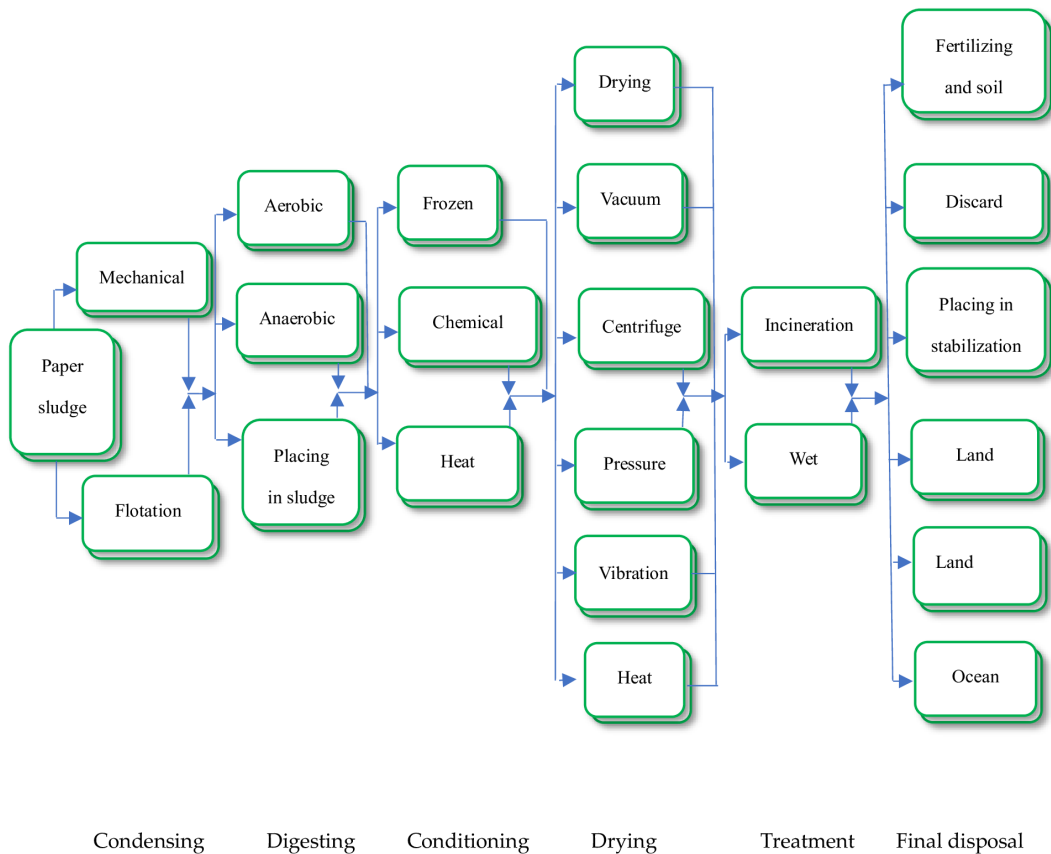 Paper
sludge
Mechanical
Flotation
Aerobic
Anaerobic
Placing
in sludge
Frozen
Chemical
Heat
Drying
Vacuum
Centrifuge
Pressure
Vibration
Heat
Incineration
Wet
Fertilizing
and soil
Discard
Placing in
stabilization
Land
Land
Ocean
Condensing
Digesting
Conditioning
Drying
Treatment
Final disposal